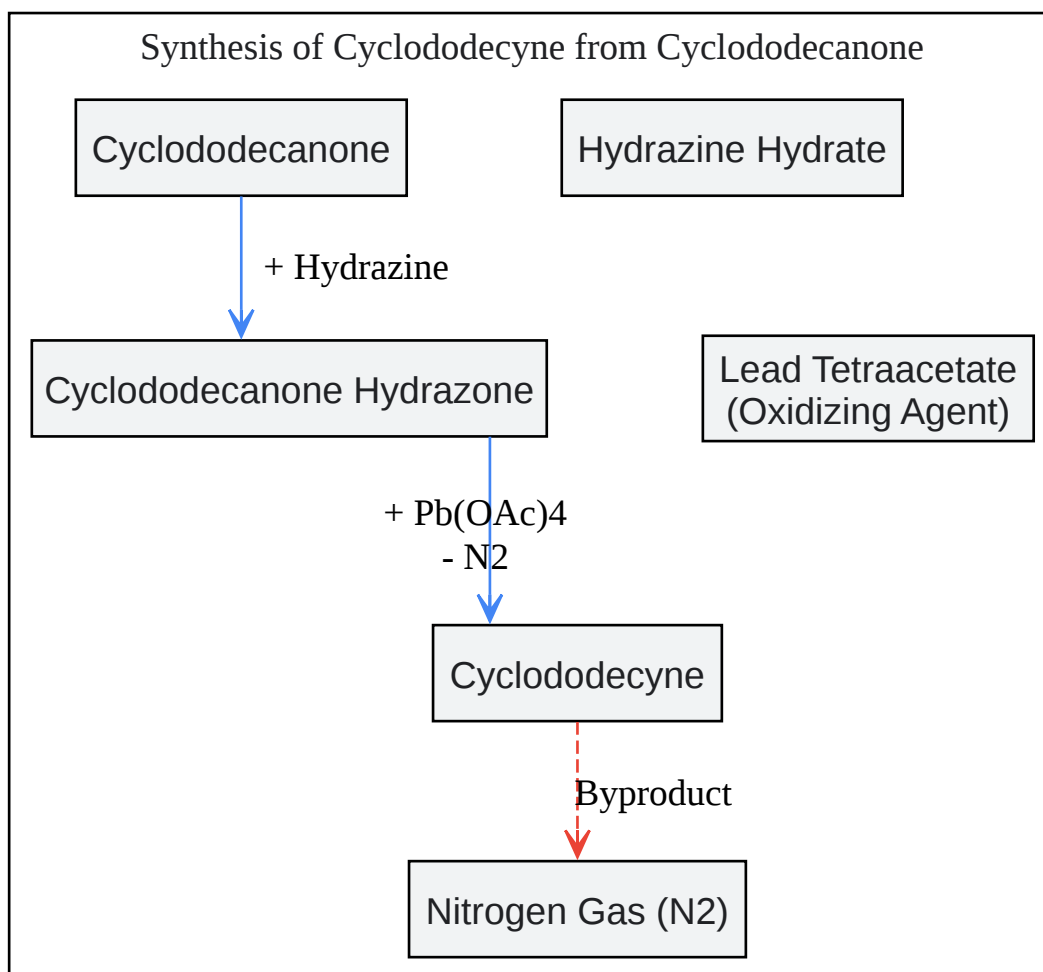 Synthesis of Cyclododecyne from Cyclododecanone
Cyclododecanone
Hydrazine Hydrate
+ Hydrazine
Cyclododecanone Hydrazone
Lead Tetraacetate
(Oxidizing Agent)
+ Pb(OAc)4
- N2
Cyclododecyne
Byproduct
Nitrogen Gas (N2)